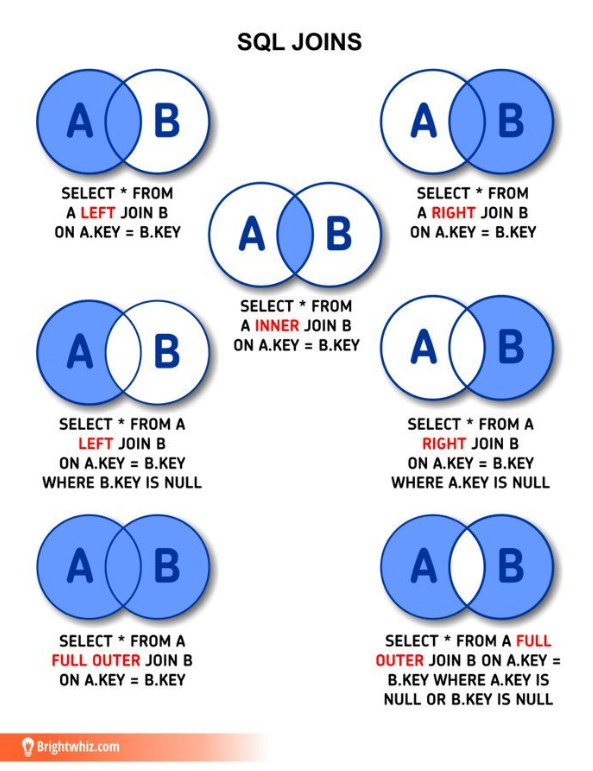 SQL JOINS
A B
SELECT * FROM
A LEFT JOIN B
ON A.KEY = B.KEY
A B
SELECT * FROM
A RIGHT JOIN B
ON A.KEY = B.KEY
A B
SELECT * FROM
A INNER JOIN B
ON A.KEY = B.KEY
A B
SELECT * FROM A
LEFT JOIN B
ON A.KEY = B.KEY
WHERE B.KEY IS NULL
A B
SELECT * FROM A
RIGHT JOIN B
ON A.KEY = B.KEY
WHERE A.KEY IS NULL
A B
SELECT * FROM A
FULL OUTER JOIN B
ON A.KEY = B.KEY
A B
SELECT * FROM A FULL
OUTER JOIN B ON A.KEY =
B.KEY WHERE A.KEY IS
NULL OR B.KEY IS NULL
Brightwhiz.com